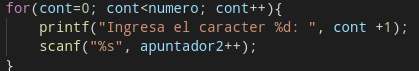 for(cont=0; cont<numero; cont++){
    printf("Ingresa el caracter %d: ", cont +1);
    scanf("%s", apuntador2++);
}